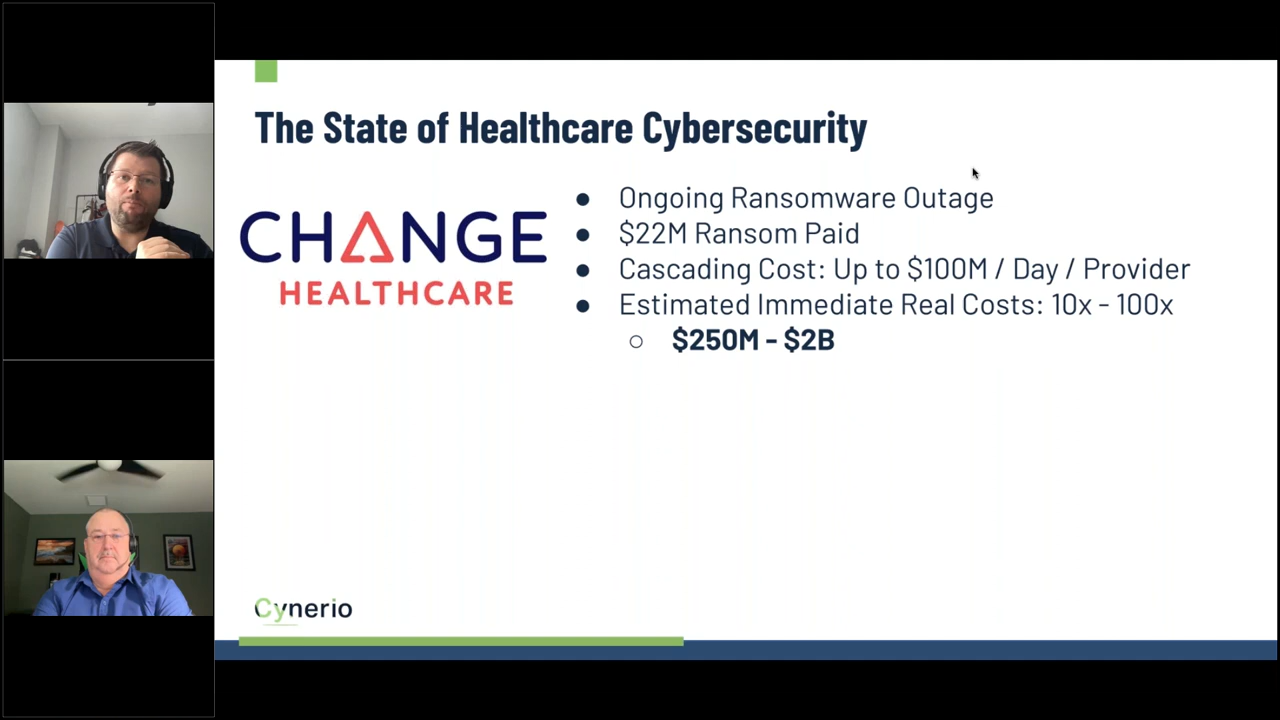 The State of Healthcare Cybersecurity
CHANGE
HEALTHCARE
● Ongoing Ransomware Outage
● $22M Ransom Paid
● Cascading Cost: Up to $100M / Day / Provider
● Estimated Immediate Real Costs: 10x - 100x
○ $250M - $2B
Cynerio